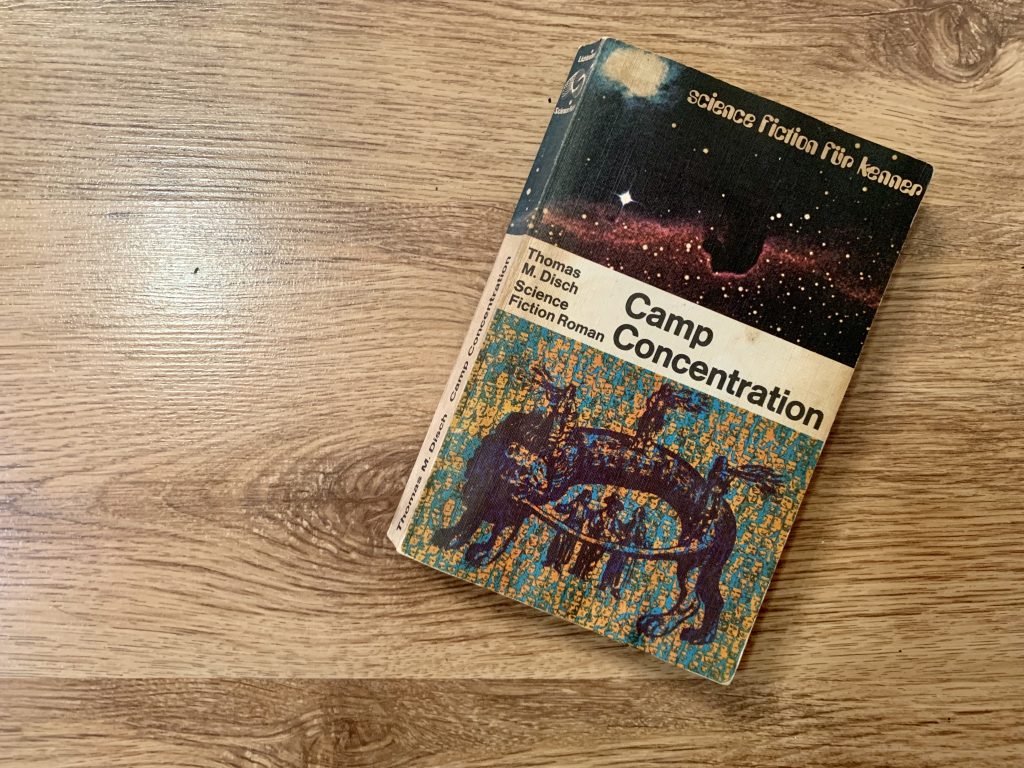 science fiction für kenner
Thomas
M. Disch
Science
Fiction Roman
Camp
Concentration
Thomas M. Disch Camp Concentration